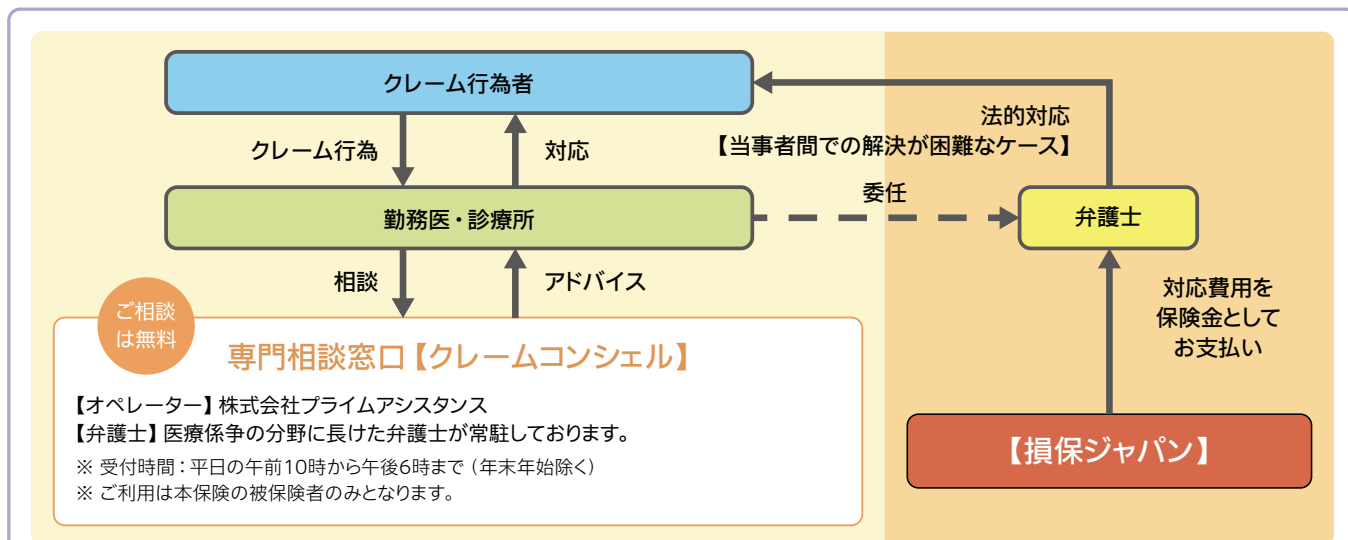 クレーム行為者
クレーム行為
対応
法的対応
【当事者間での解決が困難なケース】
勤務医・診療所
委任
弁護士
相談
アドバイス
対応費用を
保険金として
お支払い
ご相談
は無料
専門相談窓口【クレームコンシェル】
【オペレーター】株式会社プライムアシスタンス
【弁護士】医療係争の分野に長けた弁護士が常駐しております。
※ 受付時間：平日の午前10時から午後6時まで（年末年始除く）
※ ご利用は本保険の被保険者のみとなります。
【損保ジャパン】